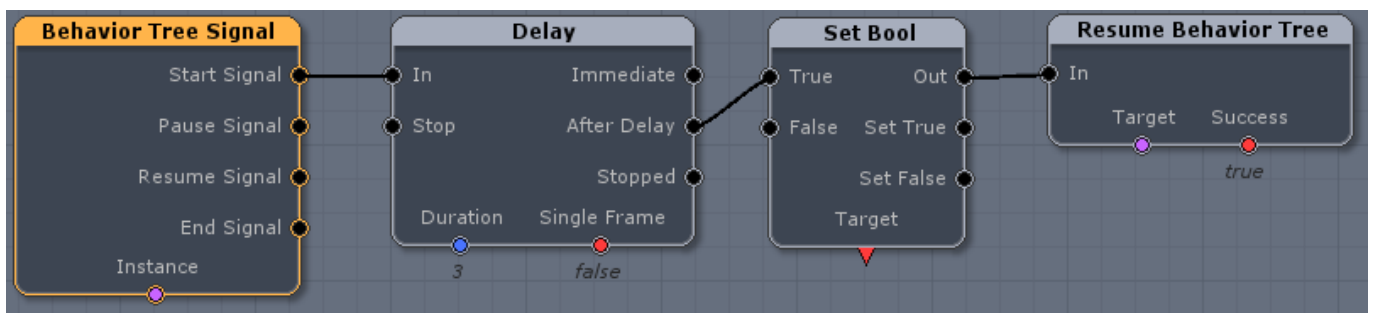 Behavior Tree Signal
Start Signal
Pause Signal
Resume Signal
End Signal
Instance
Delay
In Immediate
Stop After Delay
Stopped
Duration Single Frame
3 false
Set Bool
True Out
False Set True
Set False
Target
Resume Behavior Tree
In
Target Success
true